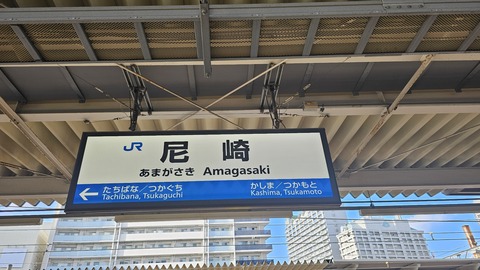 JR 尼崎
あまがさき Amagasaki
← たちばな／つかぐち かしま／つかもと
Tachibana, Tsukaguchi Kashima, Tsukamoto